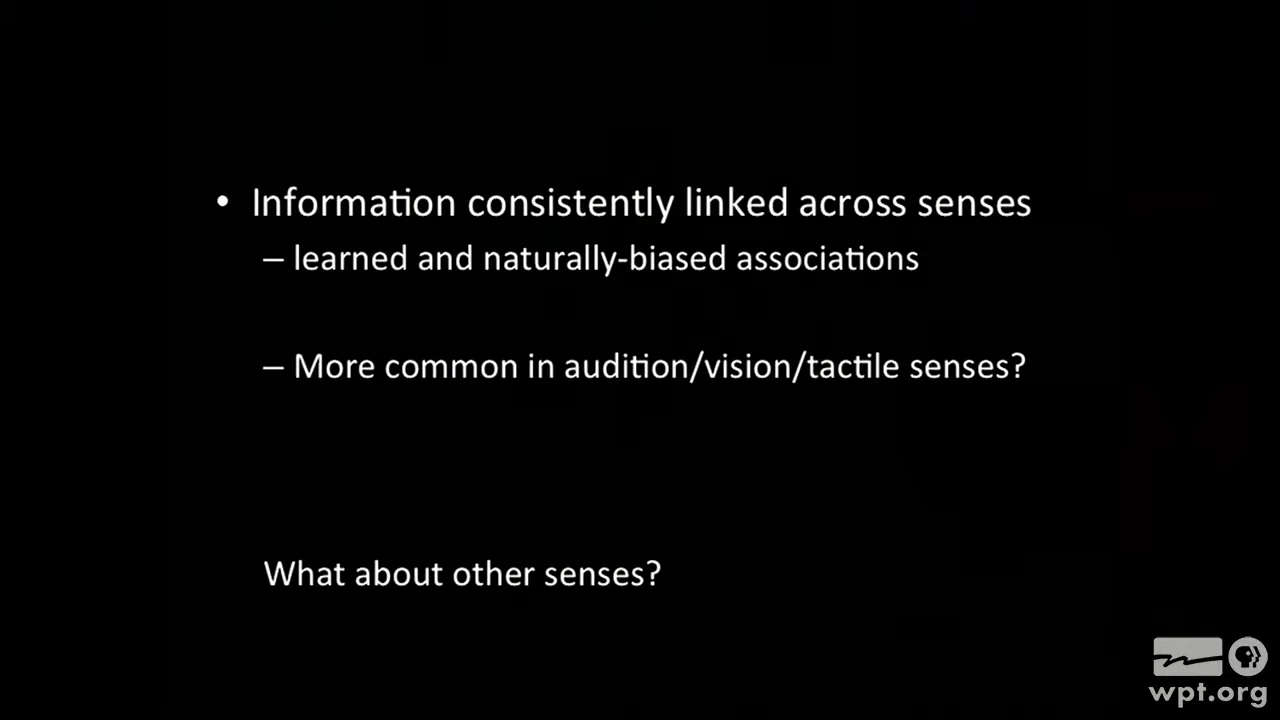 • Information consistently linked across senses
– learned and naturally-biased associations
– More common in audition/vision/tactile senses?
What about other senses?
wpt.org